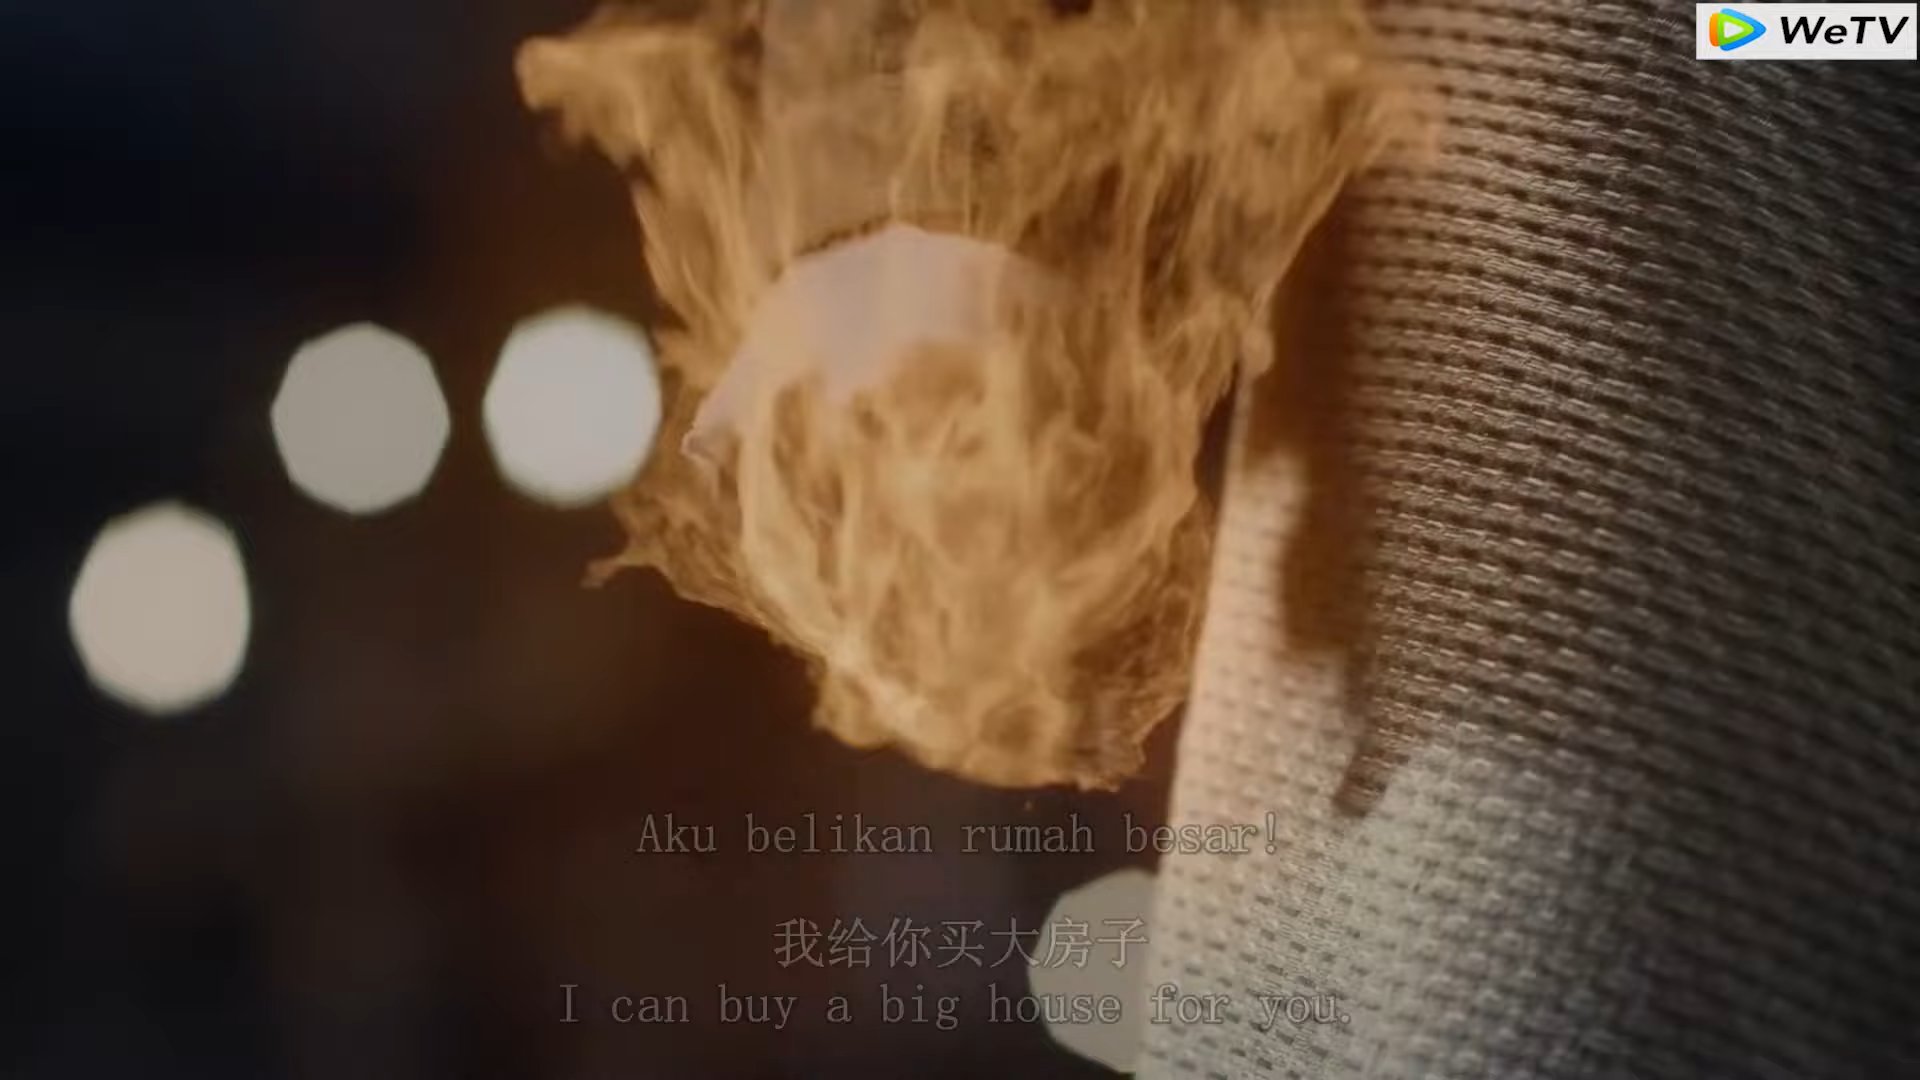 WeTV
Aku belikan rumah besar!
我给你买大房子
I can buy a big house for you.